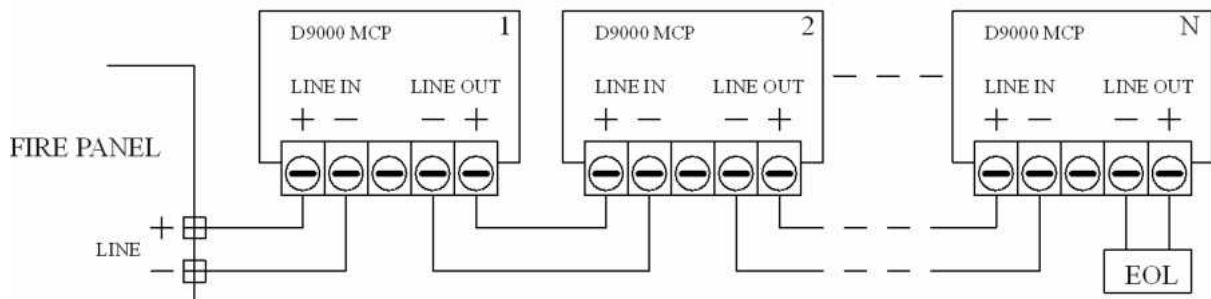 D9000 MCP 1
LINE IN LINE OUT
+ − − +
D9000 MCP 2
LINE IN LINE OUT
+ − − +
D9000 MCP N
LINE IN LINE OUT
+ − − +
FIRE PANEL
+
LINE
−
EOL